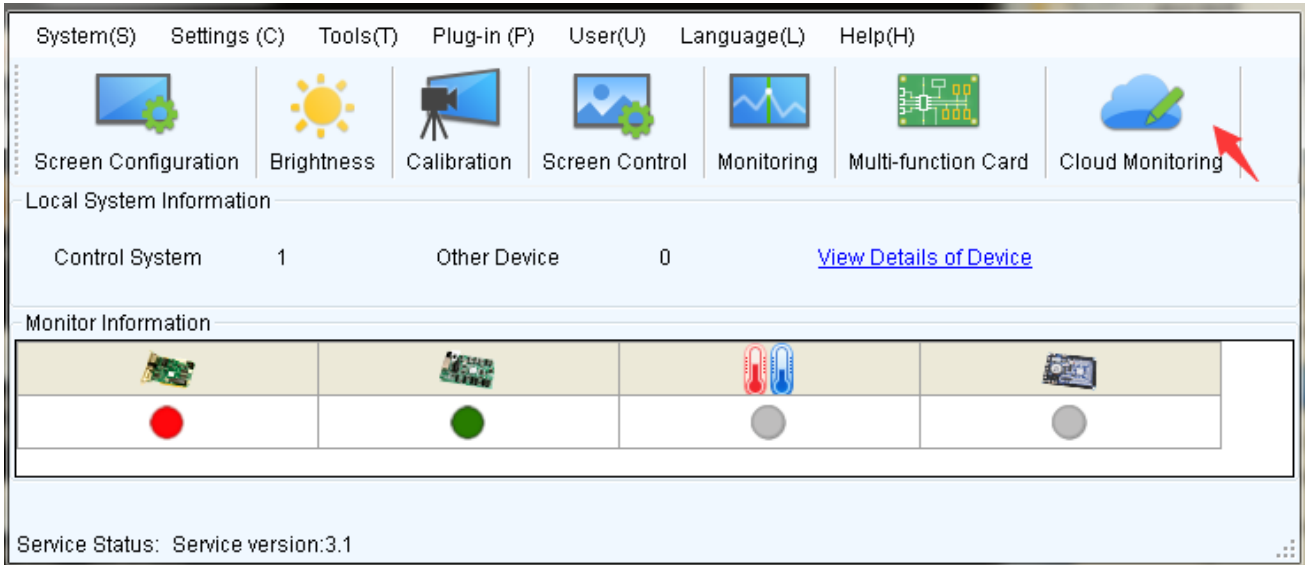 System(S) Settings (C) Tools(T) Plug-in (P) User(U) Language(L) Help(H)
Screen Configuration Brightness Calibration Screen Control Monitoring Multi-function Card Cloud Monitoring
Local System Information
Control System 1 Other Device 0 View Details of Device
Monitor Information
Service Status: Service version:3.1